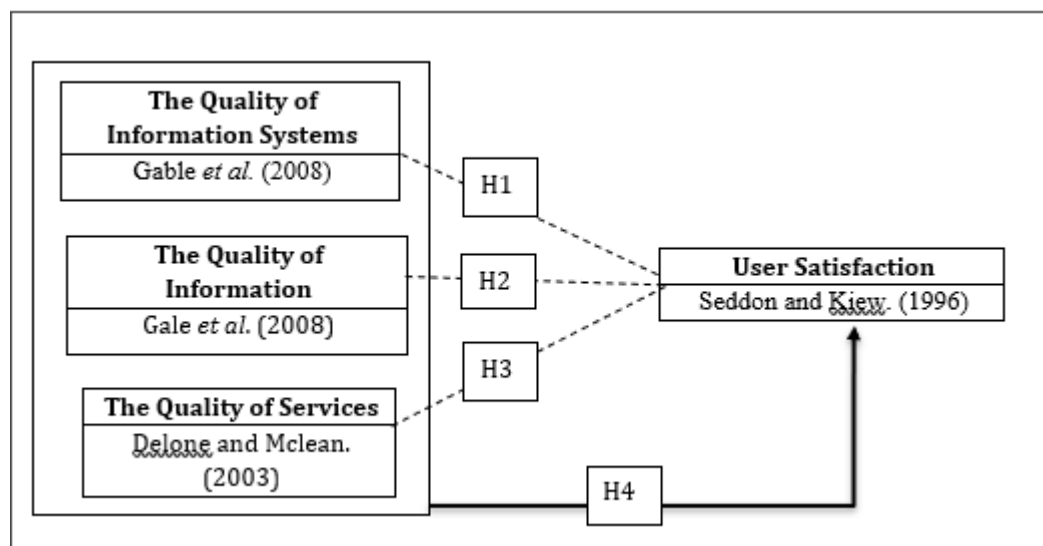 The Quality of
Information Systems
Gable et al. (2008)
H1
The Quality of
Information
Gale et al. (2008)
H2
User Satisfaction
Seddon and Kiew. (1996)
H3
The Quality of Services
Delone and Mclean.
(2003)
H4